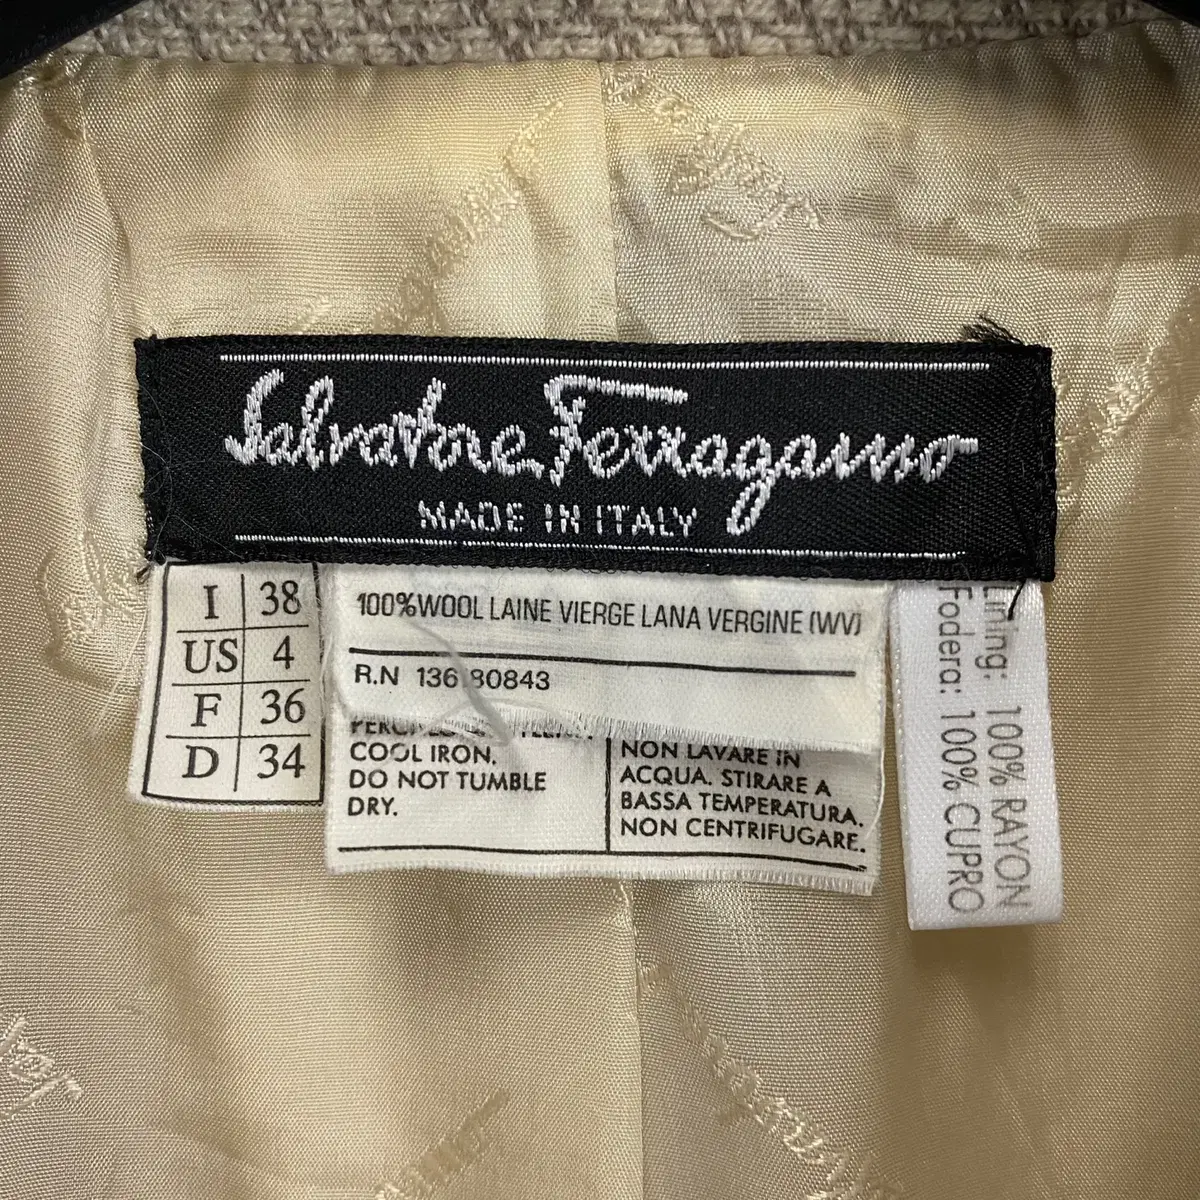 Salvatore Ferragamo
MADE IN ITALY
I 38
US 4
F 36
D 34
100%WOOL LAINE VIERGE LANA VERGINE (WV)
R.N 136 80843
COOL IRON.
DO NOT TUMBLE
DRY.
NON LAVARE IN
ACQUA. STIRARE A
BASSA TEMPERATURA.
NON CENTRIFUGARE.
Lining: 100% RAYON
Fodera: 100% CUPRO